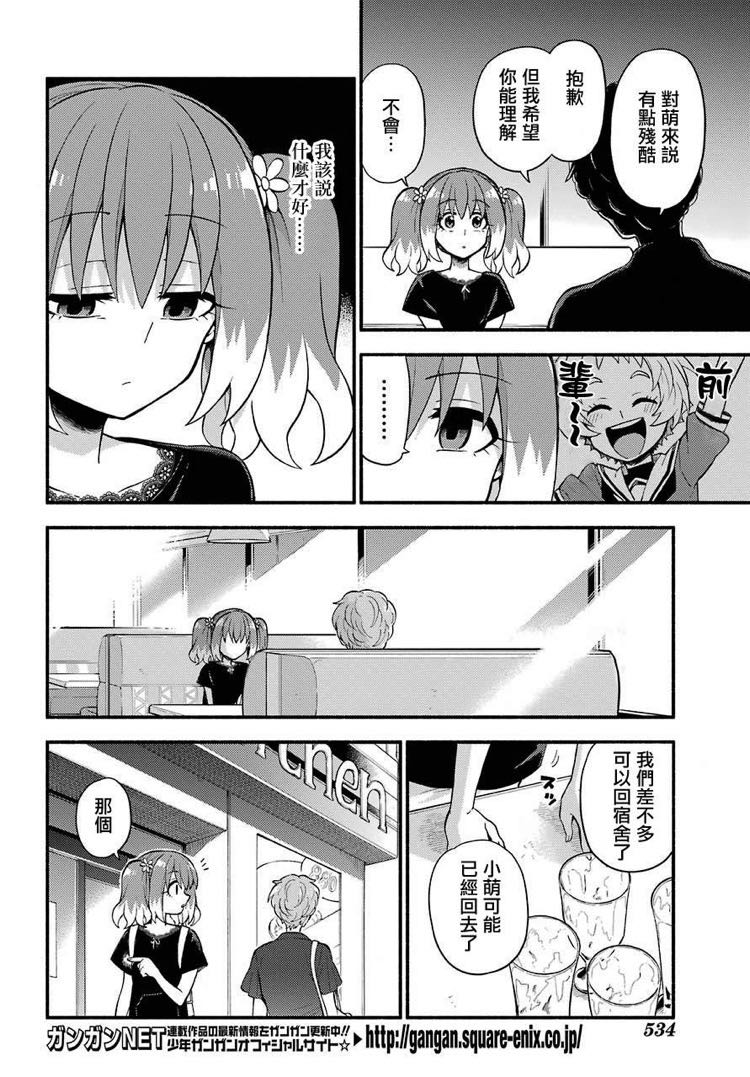 對萌來說
有點殘酷
抱歉
但我希望
你能理解
不會…
我該說
什麼才好……
前
輩～～
………
我們差不多
可以回宿舍了
小萌可能
已經回去了
ズズ
tchen
那個
534
ガンガンNET 連載作品の最新情報をガンガン更新中!!
少年ガンガンオフィシャルサイト☆
▶http://gangan.square-enix.co.jp/